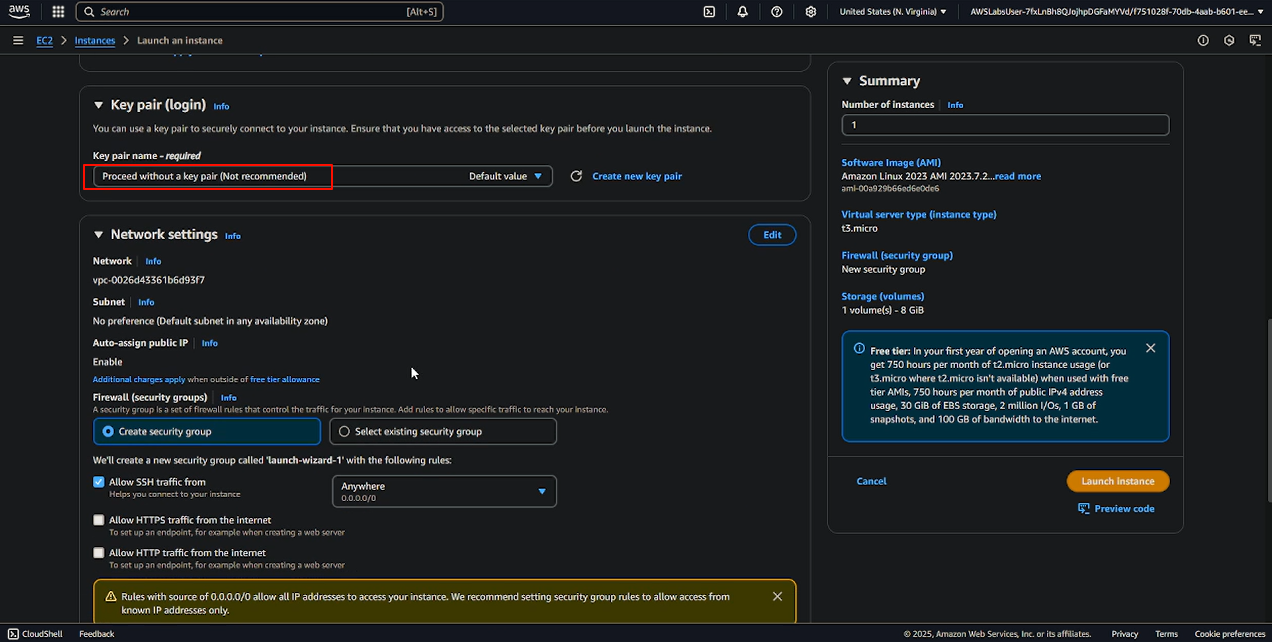 aws
Search [Alt+S]
United States (N. Virginia)
EC2 > Instances > Launch an instance
Key pair (login) Info
You can use a key pair to securely connect to your instance. Ensure that you have access to the selected key pair before you launch the instance.
Key pair name - required
Proceed without a key pair (Not recommended) Default value
Create new key pair
Network settings Info
Edit
Network Info
vpc-0026d43361b6d93f7
Subnet Info
No preference (Default subnet in any availability zone)
Auto-assign public IP Info
Enable
Additional charges apply when outside of free tier allowance
Firewall (security groups) Info
A security group is a set of firewall rules that control the traffic for your instance. Add rules to allow specific traffic to reach your instance.
Create security group
Select existing security group
We'll create a new security group called 'launch-wizard-1' with the following rules:
Allow SSH traffic from
Helps you connect to your instance
Anywhere
0.0.0.0/0
Allow HTTPS traffic from the internet
To set up an endpoint, for example when creating a web server
Allow HTTP traffic from the internet
To set up an endpoint, for example when creating a web server
Rules with source of 0.0.0.0/0 allow all IP addresses to access your instance. We recommend setting security group rules to allow access from
known IP addresses only.
Summary
Number of instances Info
1
Software Image (AMI)
Amazon Linux 2023 AMI 2023.7.2...read more
ami-00a929b66ed6e0de6
Virtual server type (instance type)
t3.micro
Firewall (security group)
New security group
Storage (volumes)
1 volume(s) - 8 GiB
Free tier: In your first year of opening an AWS account, you
get 750 hours per month of t2.micro instance usage (or
t3.micro where t2.micro isn't available) when used with free
tier AMIs, 750 hours per month of public IPv4 address
usage, 30 GiB of EBS storage, 2 million I/Os, 1 GB of
snapshots, and 100 GB of bandwidth to the internet.
Cancel
Launch instance
Preview code
CloudShell Feedback
© 2025, Amazon Web Services, Inc. or its affiliates. Privacy Terms Cookie preferences